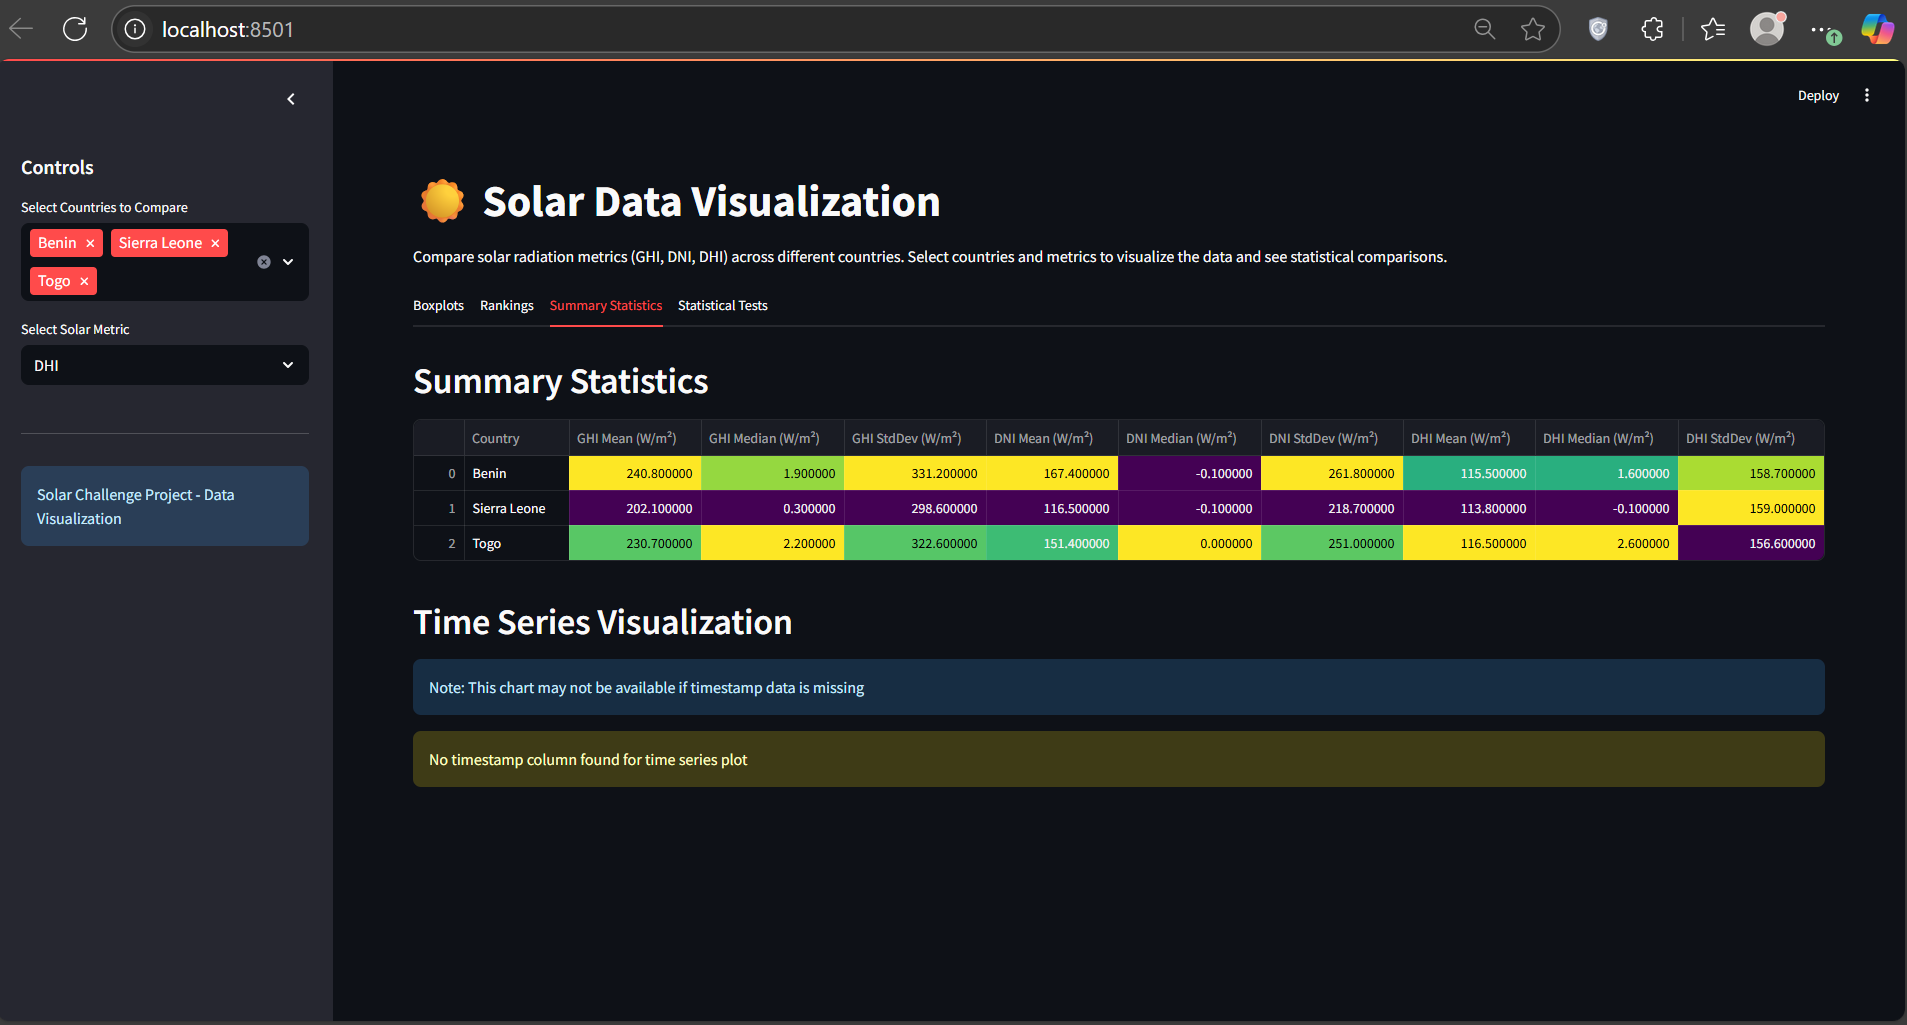 localhost:8501
Deploy
Controls
Select Countries to Compare
Benin × Sierra Leone ×
Togo ×
Select Solar Metric
DHI
Solar Challenge Project - Data
Visualization
Solar Data Visualization
Compare solar radiation metrics (GHI, DNI, DHI) across different countries. Select countries and metrics to visualize the data and see statistical comparisons.
Boxplots Rankings Summary Statistics Statistical Tests
Summary Statistics
Country GHI Mean (W/m²) GHI Median (W/m²) GHI StdDev (W/m²) DNI Mean (W/m²) DNI Median (W/m²) DNI StdDev (W/m²) DHI Mean (W/m²) DHI Median (W/m²) DHI StdDev (W/m²)
0 Benin 240.800000 1.900000 331.200000 167.400000 -0.100000 261.800000 115.500000 1.600000 158.700000
1 Sierra Leone 202.100000 0.300000 298.600000 116.500000 -0.100000 218.700000 113.800000 -0.100000 159.000000
2 Togo 230.700000 2.200000 322.600000 151.400000 0.000000 251.000000 116.500000 2.600000 156.600000
Time Series Visualization
Note: This chart may not be available if timestamp data is missing
No timestamp column found for time series plot